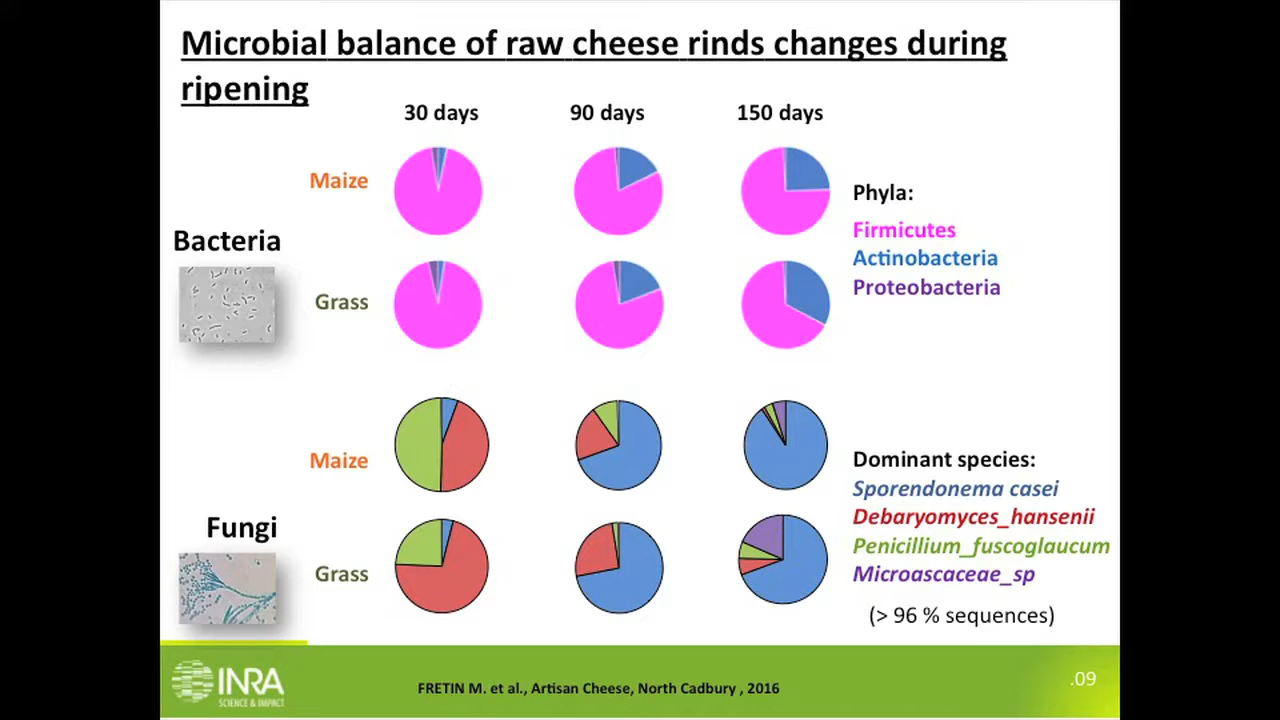 Microbial balance of raw cheese rinds changes during
ripening
30 days 90 days 150 days
Maize
Phyla:
Firmicutes
Actinobacteria
Proteobacteria
Bacteria
Grass
Maize
Dominant species:
Sporendonema casei
Debaryomyces_hansenii
Penicillium_fuscoglaucum
Microascaceae_sp
(> 96 % sequences)
Fungi
Grass
INRA
SCIENCE & IMPACT
FRETIN M. et al., Artisan Cheese, North Cadbury , 2016
.09